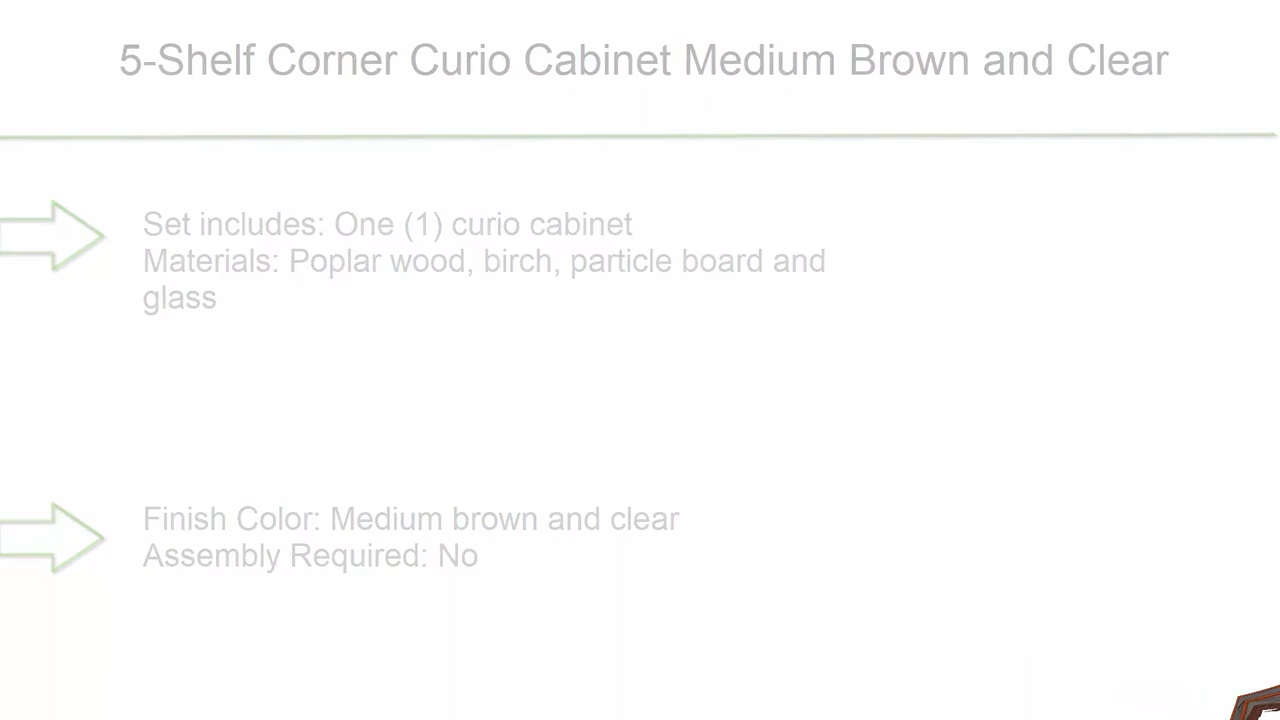 5-Shelf Corner Curio Cabinet Medium Brown and Clear
Set includes: One (1) curio cabinet
Materials: Poplar wood, birch, particle board and
glass
Finish Color: Medium brown and clear
Assembly Required: No